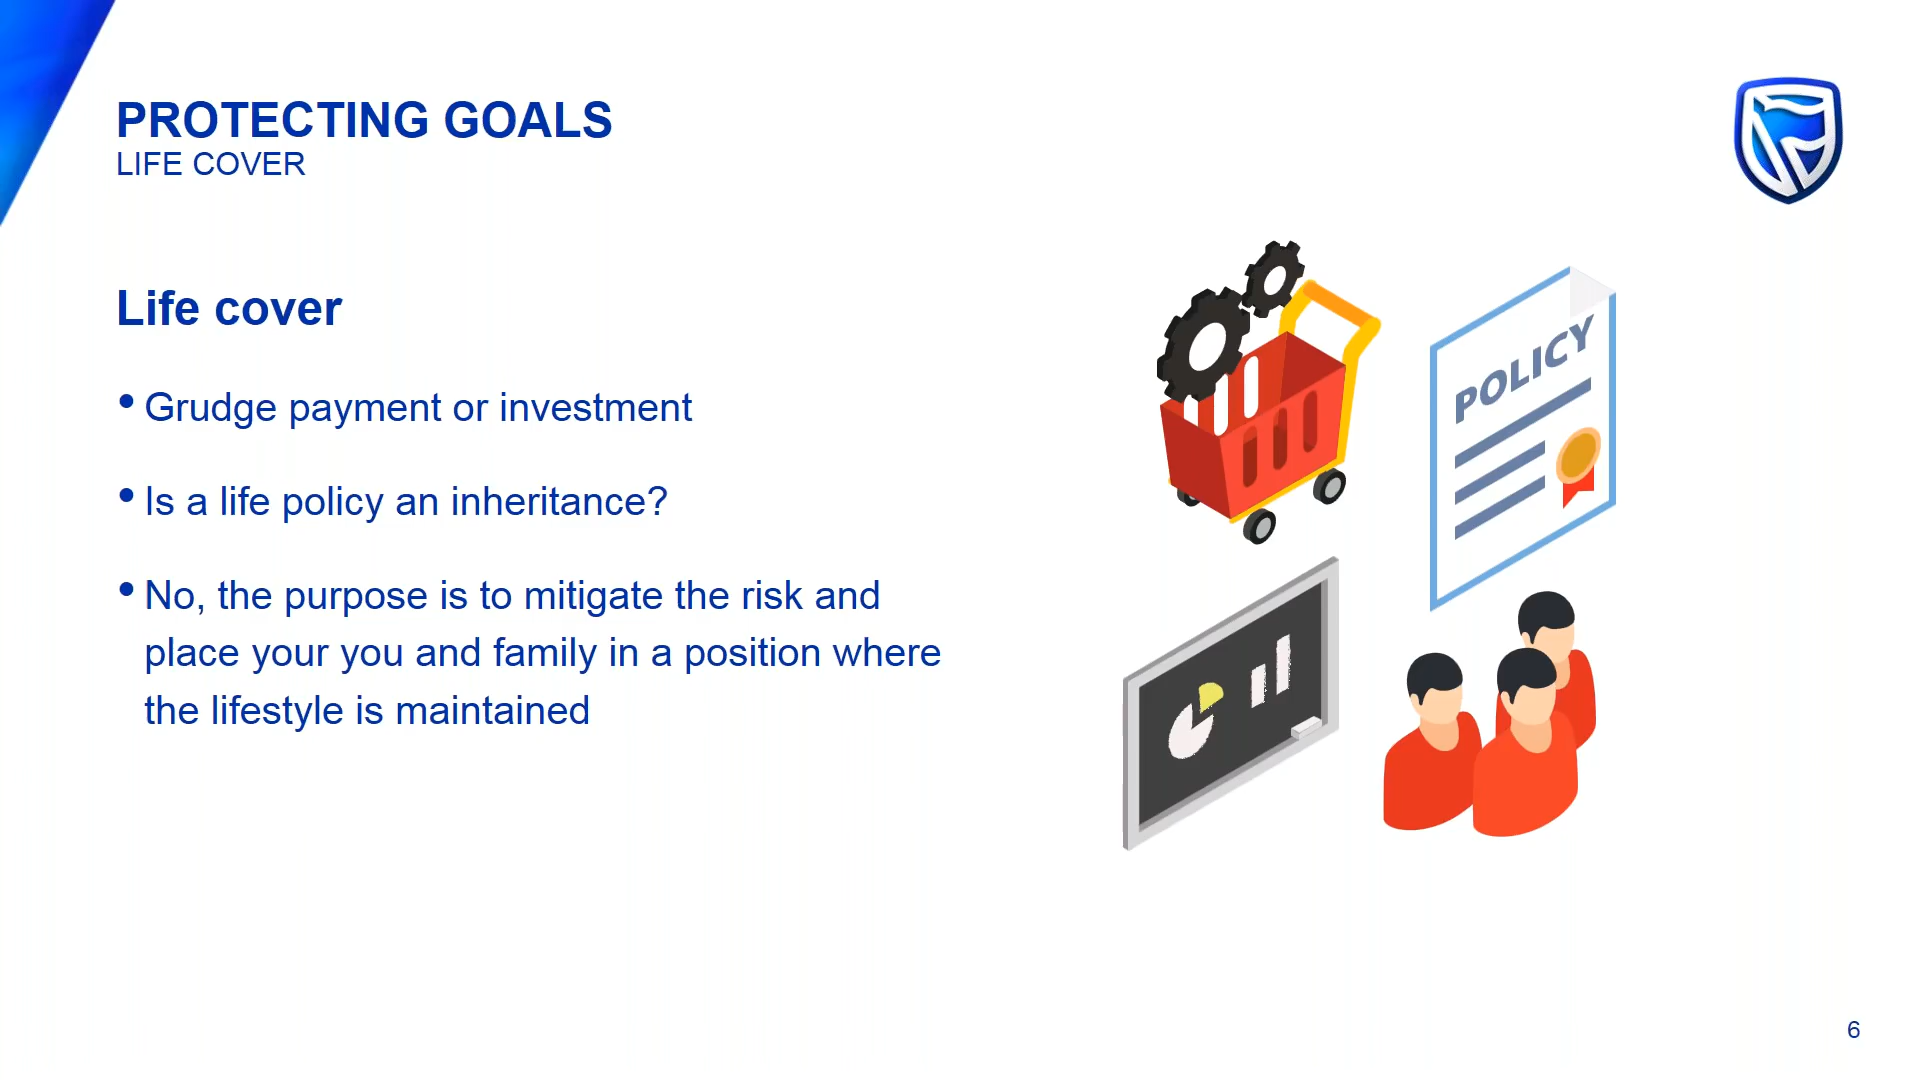 PROTECTING GOALS
LIFE COVER
Life cover
• Grudge payment or investment
• Is a life policy an inheritance?
• No, the purpose is to mitigate the risk and
place your you and family in a position where
the lifestyle is maintained
POLICY
6